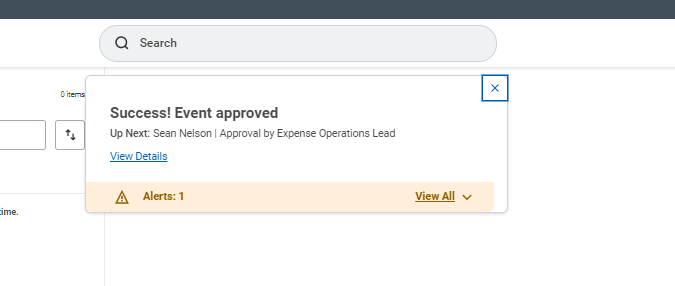 Search
0 items
Success! Event approved
Up Next: Sean Nelson | Approval by Expense Operations Lead
View Details
Alerts: 1
View All
time.